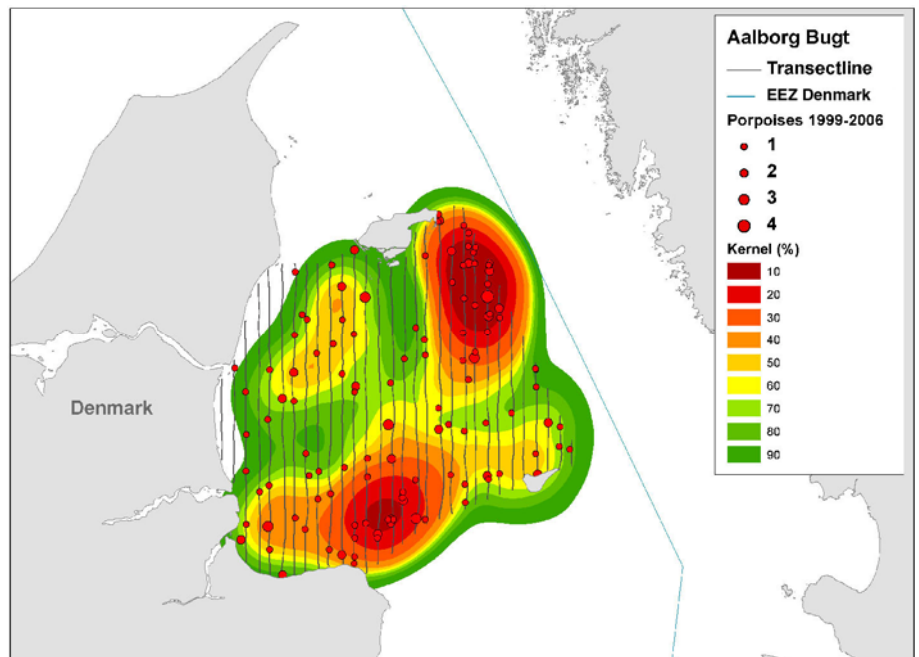 Aalborg Bugt
Transectline
EEZ Denmark
Porpoises 1999-2006
1
2
3
4
Kernel (%)
10
20
30
40
50
60
70
80
90
Denmark